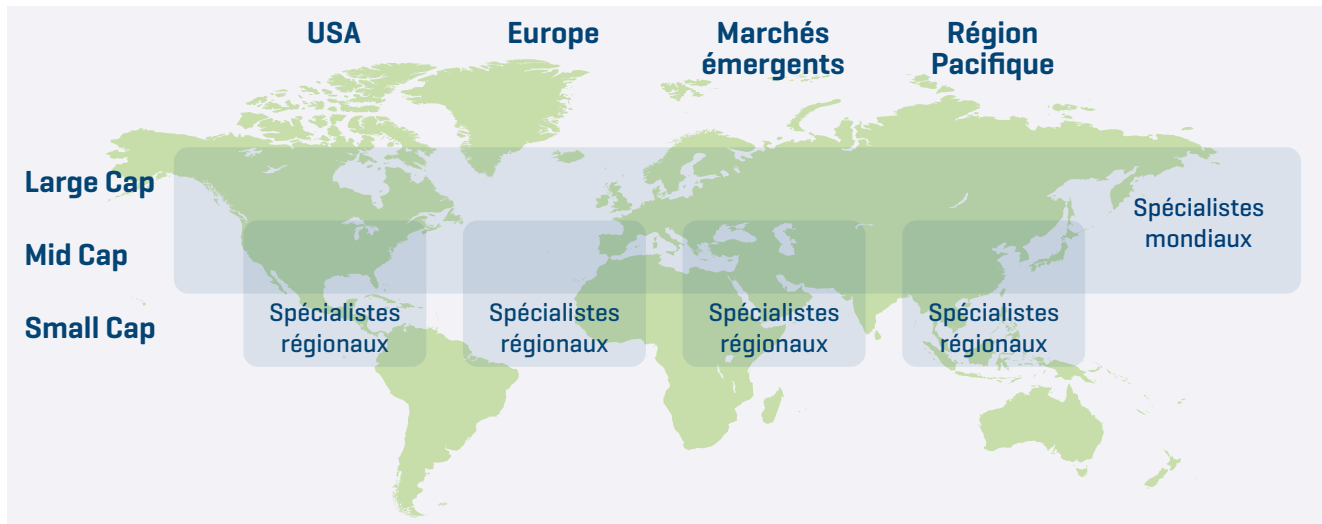 USA
Europe
Marchés
émergents
Région
Pacifique
Large Cap
Mid Cap
Small Cap
Spécialistes
mondiaux
Spécialistes
régionaux
Spécialistes
régionaux
Spécialistes
régionaux
Spécialistes
régionaux